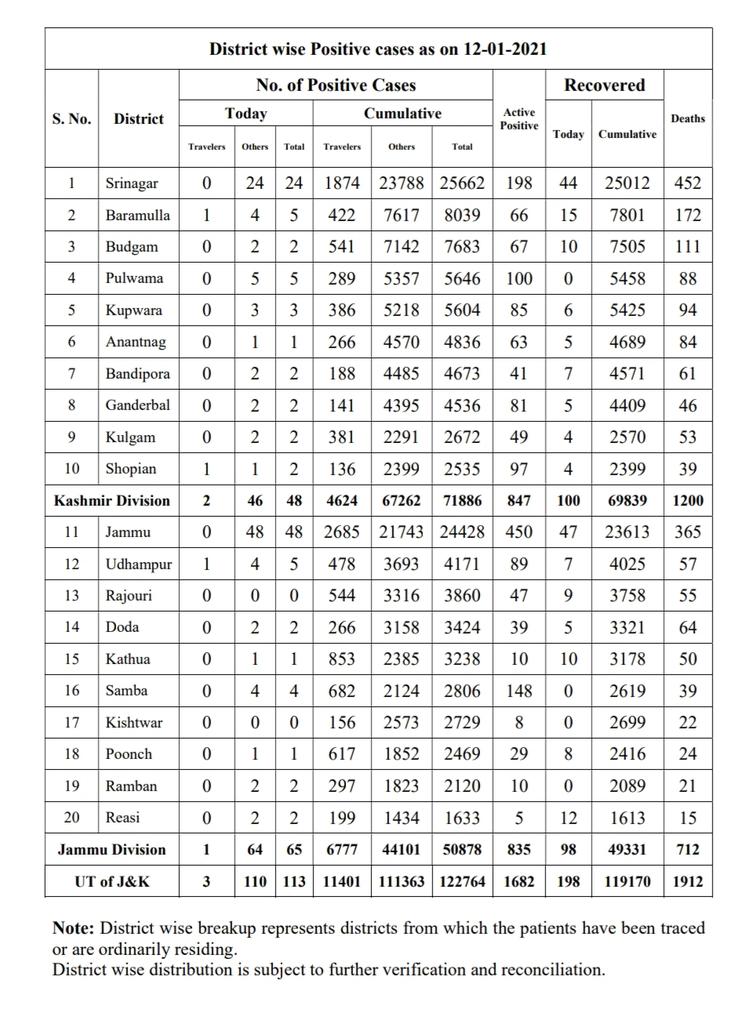 District wise Positive cases as on 12-01-2021
S. No. District No. of Positive Cases Active Positive Recovered Deaths
Today Cumulative Today Cumulative
Travelers Others Total Travelers Others Total
1 Srinagar 0 24 24 1874 23788 25662 198 44 25012 452
2 Baramulla 1 4 5 422 7617 8039 66 15 7801 172
3 Budgam 0 2 2 541 7142 7683 67 10 7505 111
4 Pulwama 0 5 5 289 5357 5646 100 0 5458 88
5 Kupwara 0 3 3 386 5218 5604 85 6 5425 94
6 Anantnag 0 1 1 266 4570 4836 63 5 4689 84
7 Bandipora 0 2 2 188 4485 4673 41 7 4571 61
8 Ganderbal 0 2 2 141 4395 4536 81 5 4409 46
9 Kulgam 0 2 2 381 2291 2672 49 4 2570 53
10 Shopian 1 1 2 136 2399 2535 97 4 2399 39
Kashmir Division 2 46 48 4624 67262 71886 847 100 69839 1200
11 Jammu 0 48 48 2685 21743 24428 450 47 23613 365
12 Udhampur 1 4 5 478 3693 4171 89 7 4025 57
13 Rajouri 0 0 0 544 3316 3860 47 9 3758 55
14 Doda 0 2 2 266 3158 3424 39 5 3321 64
15 Kathua 0 1 1 853 2385 3238 10 10 3178 50
16 Samba 0 4 4 682 2124 2806 148 0 2619 39
17 Kishtwar 0 0 0 156 2573 2729 8 0 2699 22
18 Poonch 0 1 1 617 1852 2469 29 8 2416 24
19 Ramban 0 2 2 297 1823 2120 10 0 2089 21
20 Reasi 0 2 2 199 1434 1633 5 12 1613 15
Jammu Division 1 64 65 6777 44101 50878 835 98 49331 712
UT of J&K 3 110 113 11401 111363 122764 1682 198 119170 1912
Note: District wise breakup represents districts from which the patients have been traced
or are ordinarily residing.
District wise distribution is subject to further verification and reconciliation.